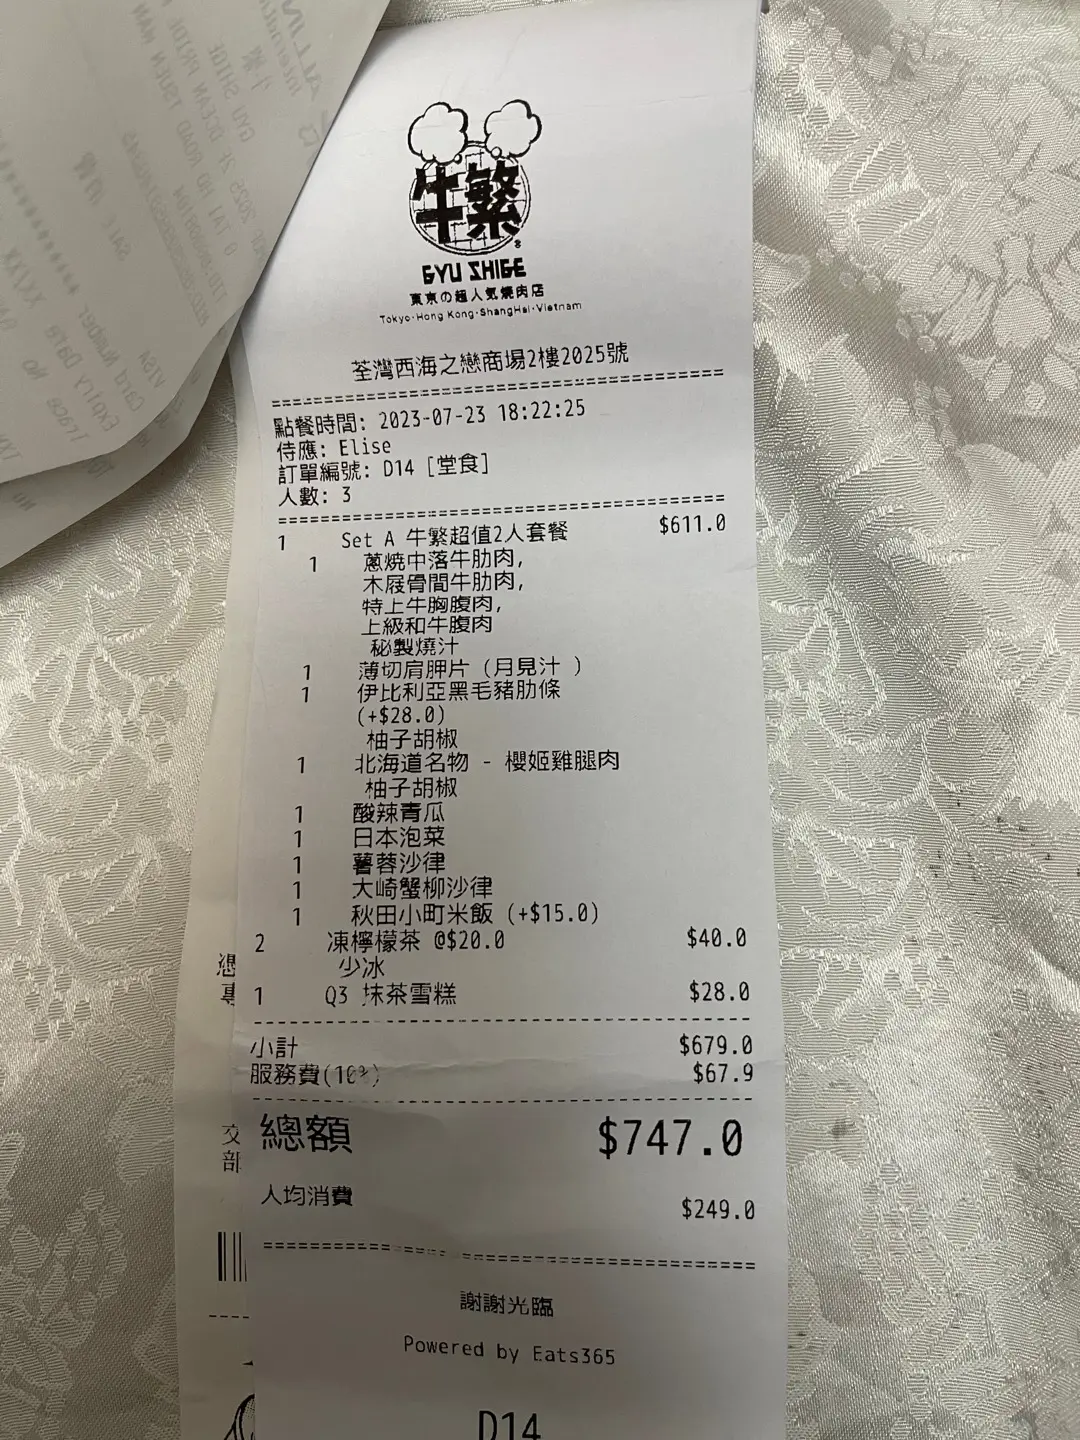 牛繁
GYU SHIGE
東京の超人気焼肉店
Tokyo·Hong Kong·ShangHai·Vietnam
荃灣西海之戀商場2樓2025號
點餐時間: 2023-07-23 18:22:25
侍應: Elise
訂單編號: D14 [堂食]
人數: 3
1 Set A 牛繁超值2人套餐 $611.0
1 蔥燒中落牛肋肉,
木屐骨間牛肋肉,
特上牛胸腹肉,
上級和牛腹肉
秘製燒汁
1 薄切肩胛片 (月見汁 )
1 伊比利亞黑毛豬肋條
(+$28.0)
柚子胡椒
1 北海道名物 - 櫻姬雞腿肉
柚子胡椒
1 酸辣青瓜
1 日本泡菜
1 薯蓉沙律
1 大崎蟹柳沙律
1 秋田小町米飯 (+$15.0)
2 凍檸檬茶 @$20.0 $40.0
少冰
1 Q3 抹茶雪糕 $28.0
小計 $679.0
服務費(10%) $67.9
總額 $747.0
人均消費 $249.0
謝謝光臨
Powered by Eats365
D14